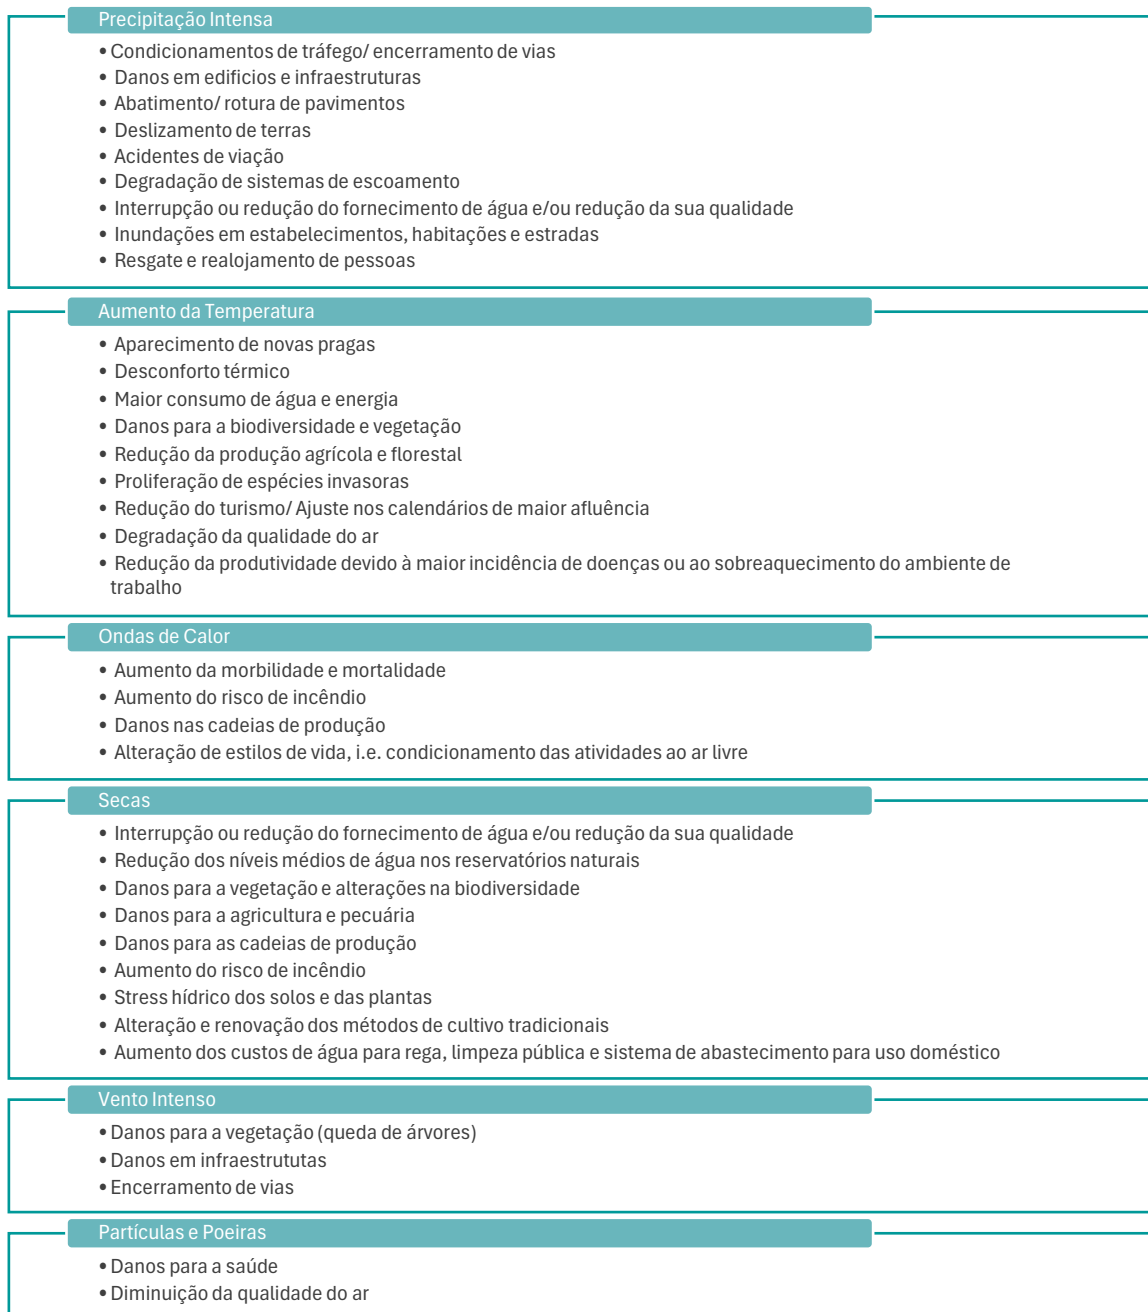 Precipitação Intensa
• Condicionamentos de tráfego/ encerramento de vias
• Danos em edificios e infraestruturas
• Abatimento/ rotura de pavimentos
• Deslizamento de terras
• Acidentes de viação
• Degradação de sistemas de escoamento
• Interrupção ou redução do fornecimento de água e/ou redução da sua qualidade
• Inundações em estabelecimentos, habitações e estradas
• Resgate e realojamento de pessoas
Aumento da Temperatura
• Aparecimento de novas pragas
• Desconforto térmico
• Maior consumo de água e energia
• Danos para a biodiversidade e vegetação
• Redução da produção agrícola e florestal
• Proliferação de espécies invasoras
• Redução do turismo/ Ajuste nos calendários de maior afluência
• Degradação da qualidade do ar
• Redução da produtividade devido à maior incidência de doenças ou ao sobreaquecimento do ambiente de
trabalho
Ondas de Calor
• Aumento da morbilidade e mortalidade
• Aumento do risco de incêndio
• Danos nas cadeias de produção
• Alteração de estilos de vida, i.e. condicionamento das atividades ao ar livre
Secas
• Interrupção ou redução do fornecimento de água e/ou redução da sua qualidade
• Redução dos níveis médios de água nos reservatórios naturais
• Danos para a vegetação e alterações na biodiversidade
• Danos para a agricultura e pecuária
• Danos para as cadeias de produção
• Aumento do risco de incêndio
• Stress hídrico dos solos e das plantas
• Alteração e renovação dos métodos de cultivo tradicionais
• Aumento dos custos de água para rega, limpeza pública e sistema de abastecimento para uso doméstico
Vento Intenso
• Danos para a vegetação (queda de árvores)
• Danos em infraestrututas
• Encerramento de vias
Partículas e Poeiras
• Danos para a saúde
• Diminuição da qualidade do ar